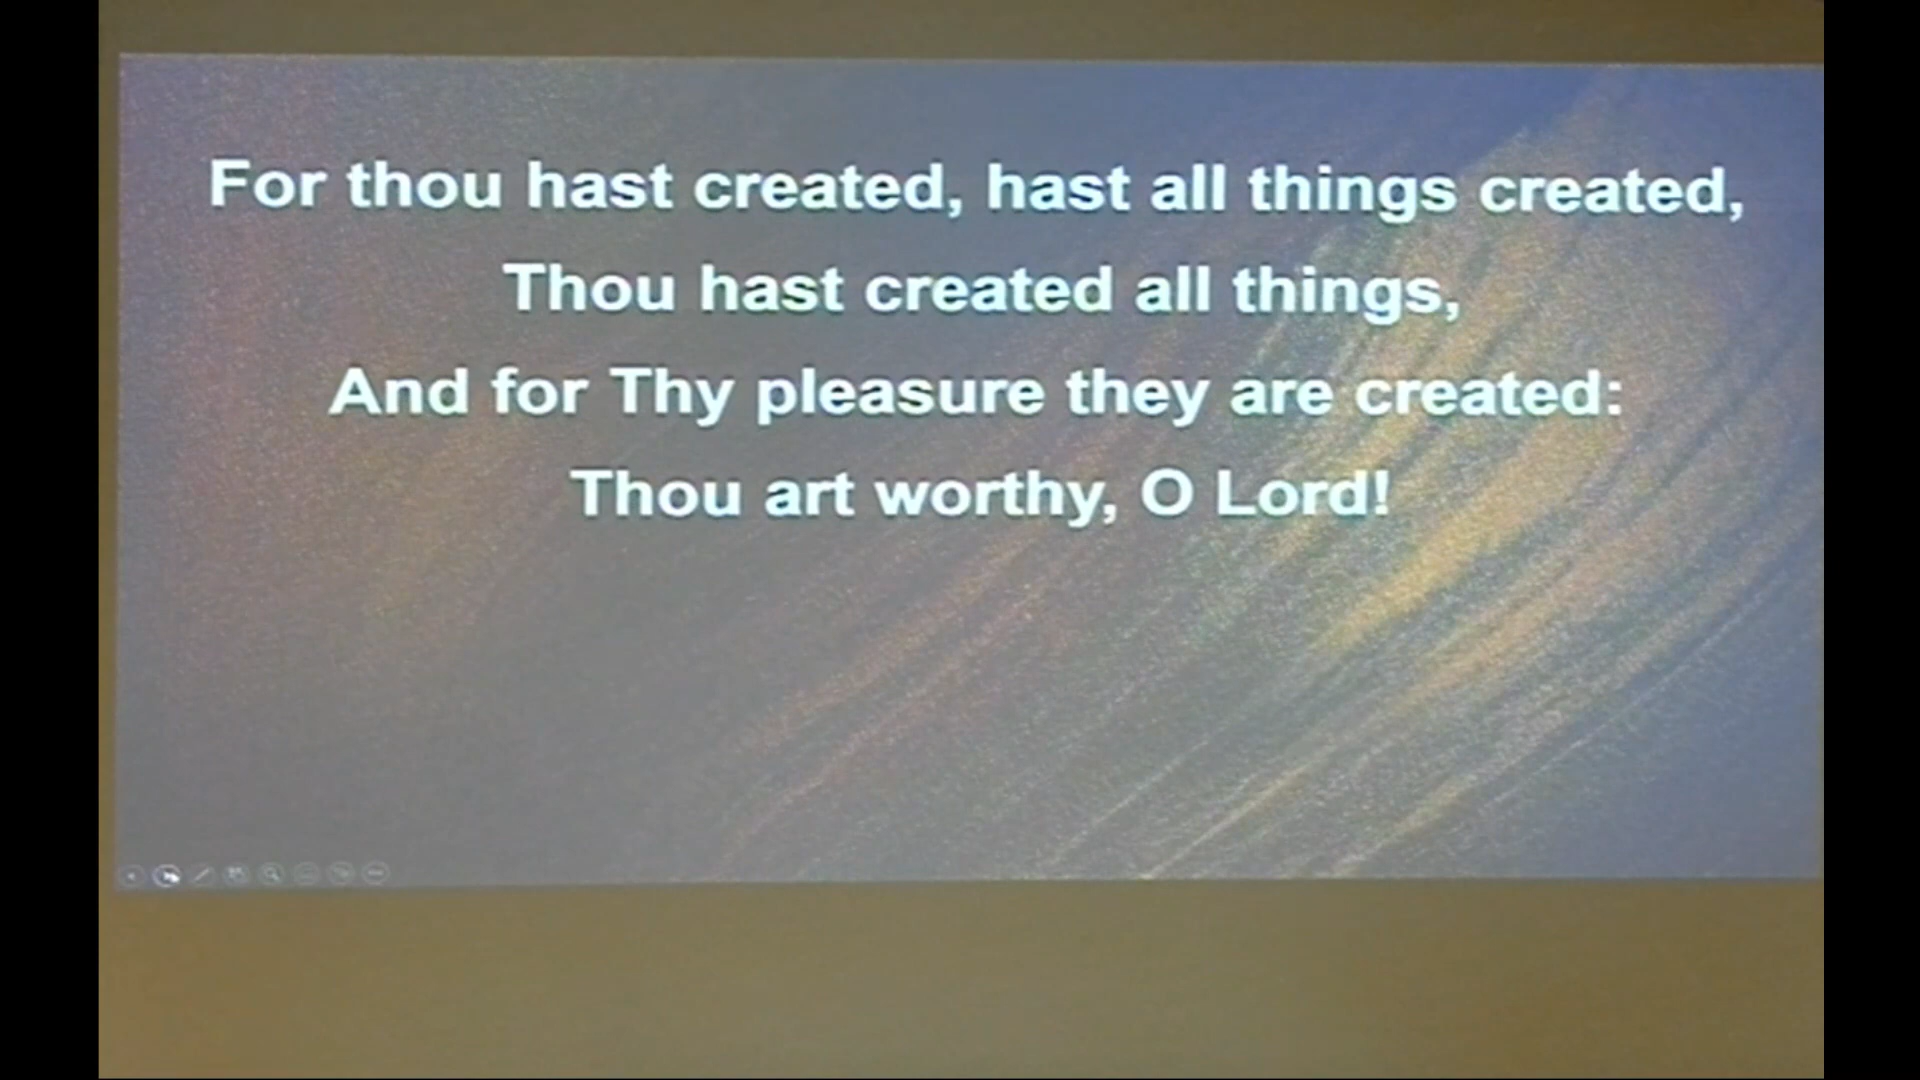 For thou hast created, hast all things created,
Thou hast created all things,
And for Thy pleasure they are created:
Thou art worthy, O Lord!